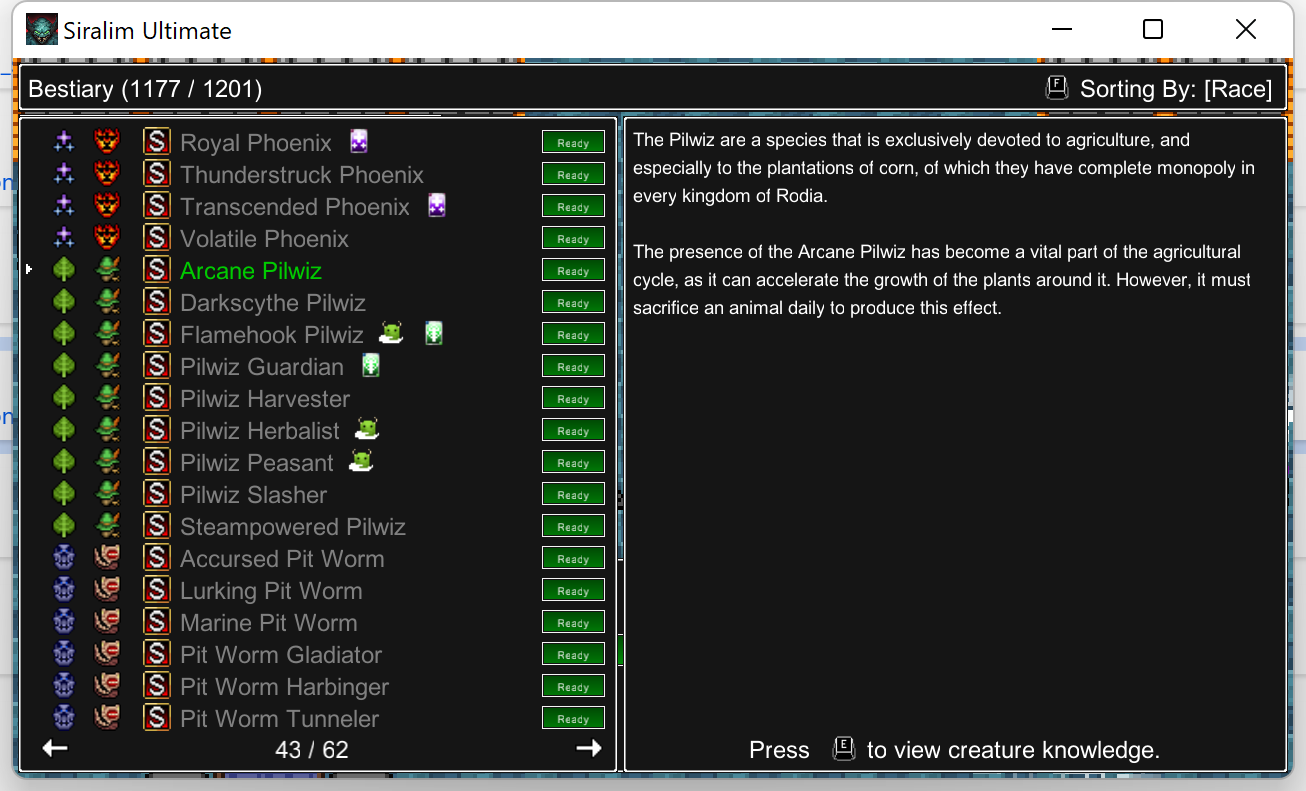 Siralim Ultimate
Bestiary (1177 / 1201)
F Sorting By: [Race]
S Royal Phoenix Ready
S Thunderstruck Phoenix Ready
S Transcended Phoenix Ready
S Volatile Phoenix Ready
S Arcane Pilwiz Ready
S Darkscythe Pilwiz Ready
S Flamehook Pilwiz Ready
S Pilwiz Guardian Ready
S Pilwiz Harvester Ready
S Pilwiz Herbalist Ready
S Pilwiz Peasant Ready
S Pilwiz Slasher Ready
S Steampowered Pilwiz Ready
S Accursed Pit Worm Ready
S Lurking Pit Worm Ready
S Marine Pit Worm Ready
S Pit Worm Gladiator Ready
S Pit Worm Harbinger Ready
S Pit Worm Tunneler Ready
43 / 62
The Pilwiz are a species that is exclusively devoted to agriculture, and
especially to the plantations of corn, of which they have complete monopoly in
every kingdom of Rodia.
The presence of the Arcane Pilwiz has become a vital part of the agricultural
cycle, as it can accelerate the growth of the plants around it. However, it must
sacrifice an animal daily to produce this effect.
Press E to view creature knowledge.